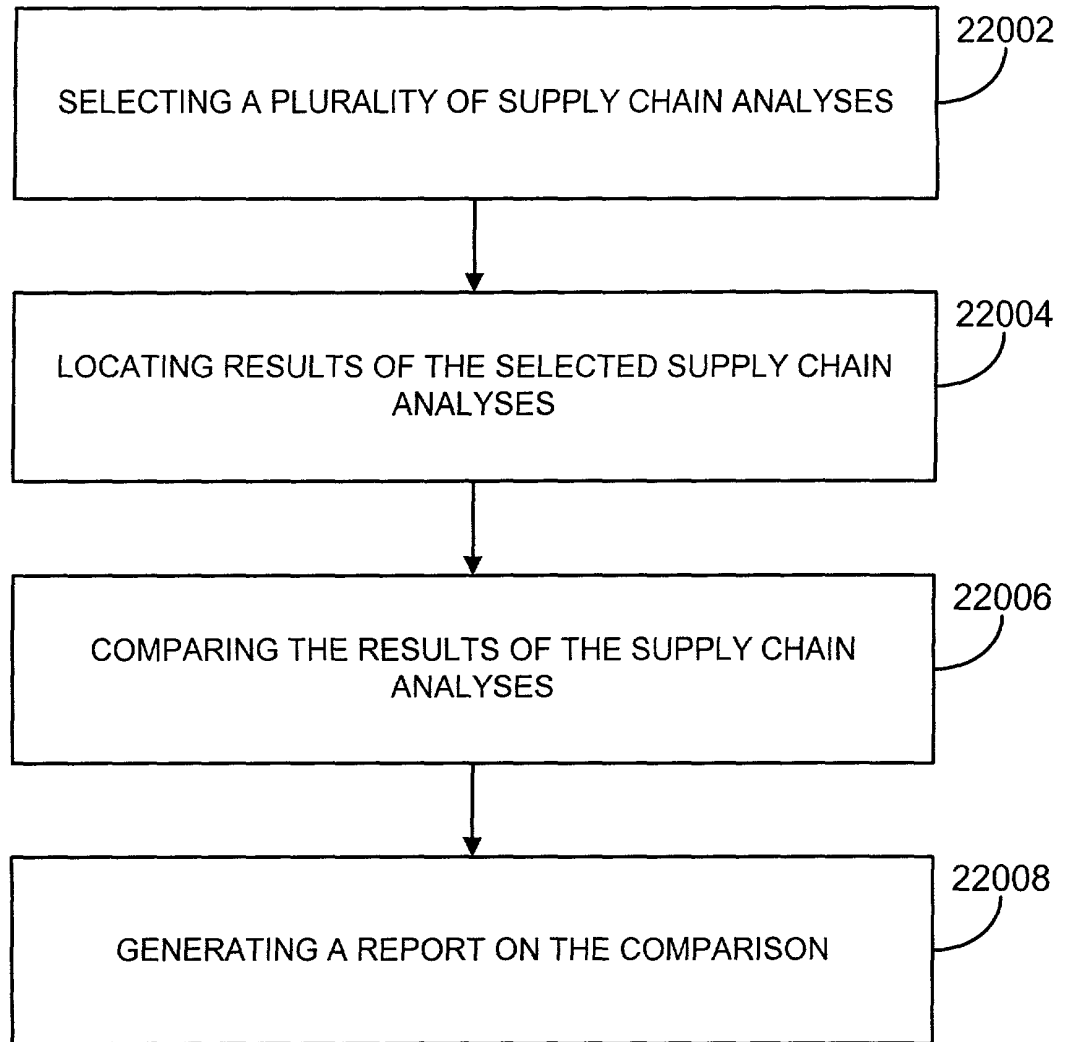 22002
SELECTING A PLURALITY OF SUPPLY CHAIN ANALYSES
22004
LOCATING RESULTS OF THE SELECTED SUPPLY CHAIN
ANALYSES
22006
COMPARING THE RESULTS OF THE SUPPLY CHAIN
ANALYSES
22008
GENERATING A REPORT ON THE COMPARISON